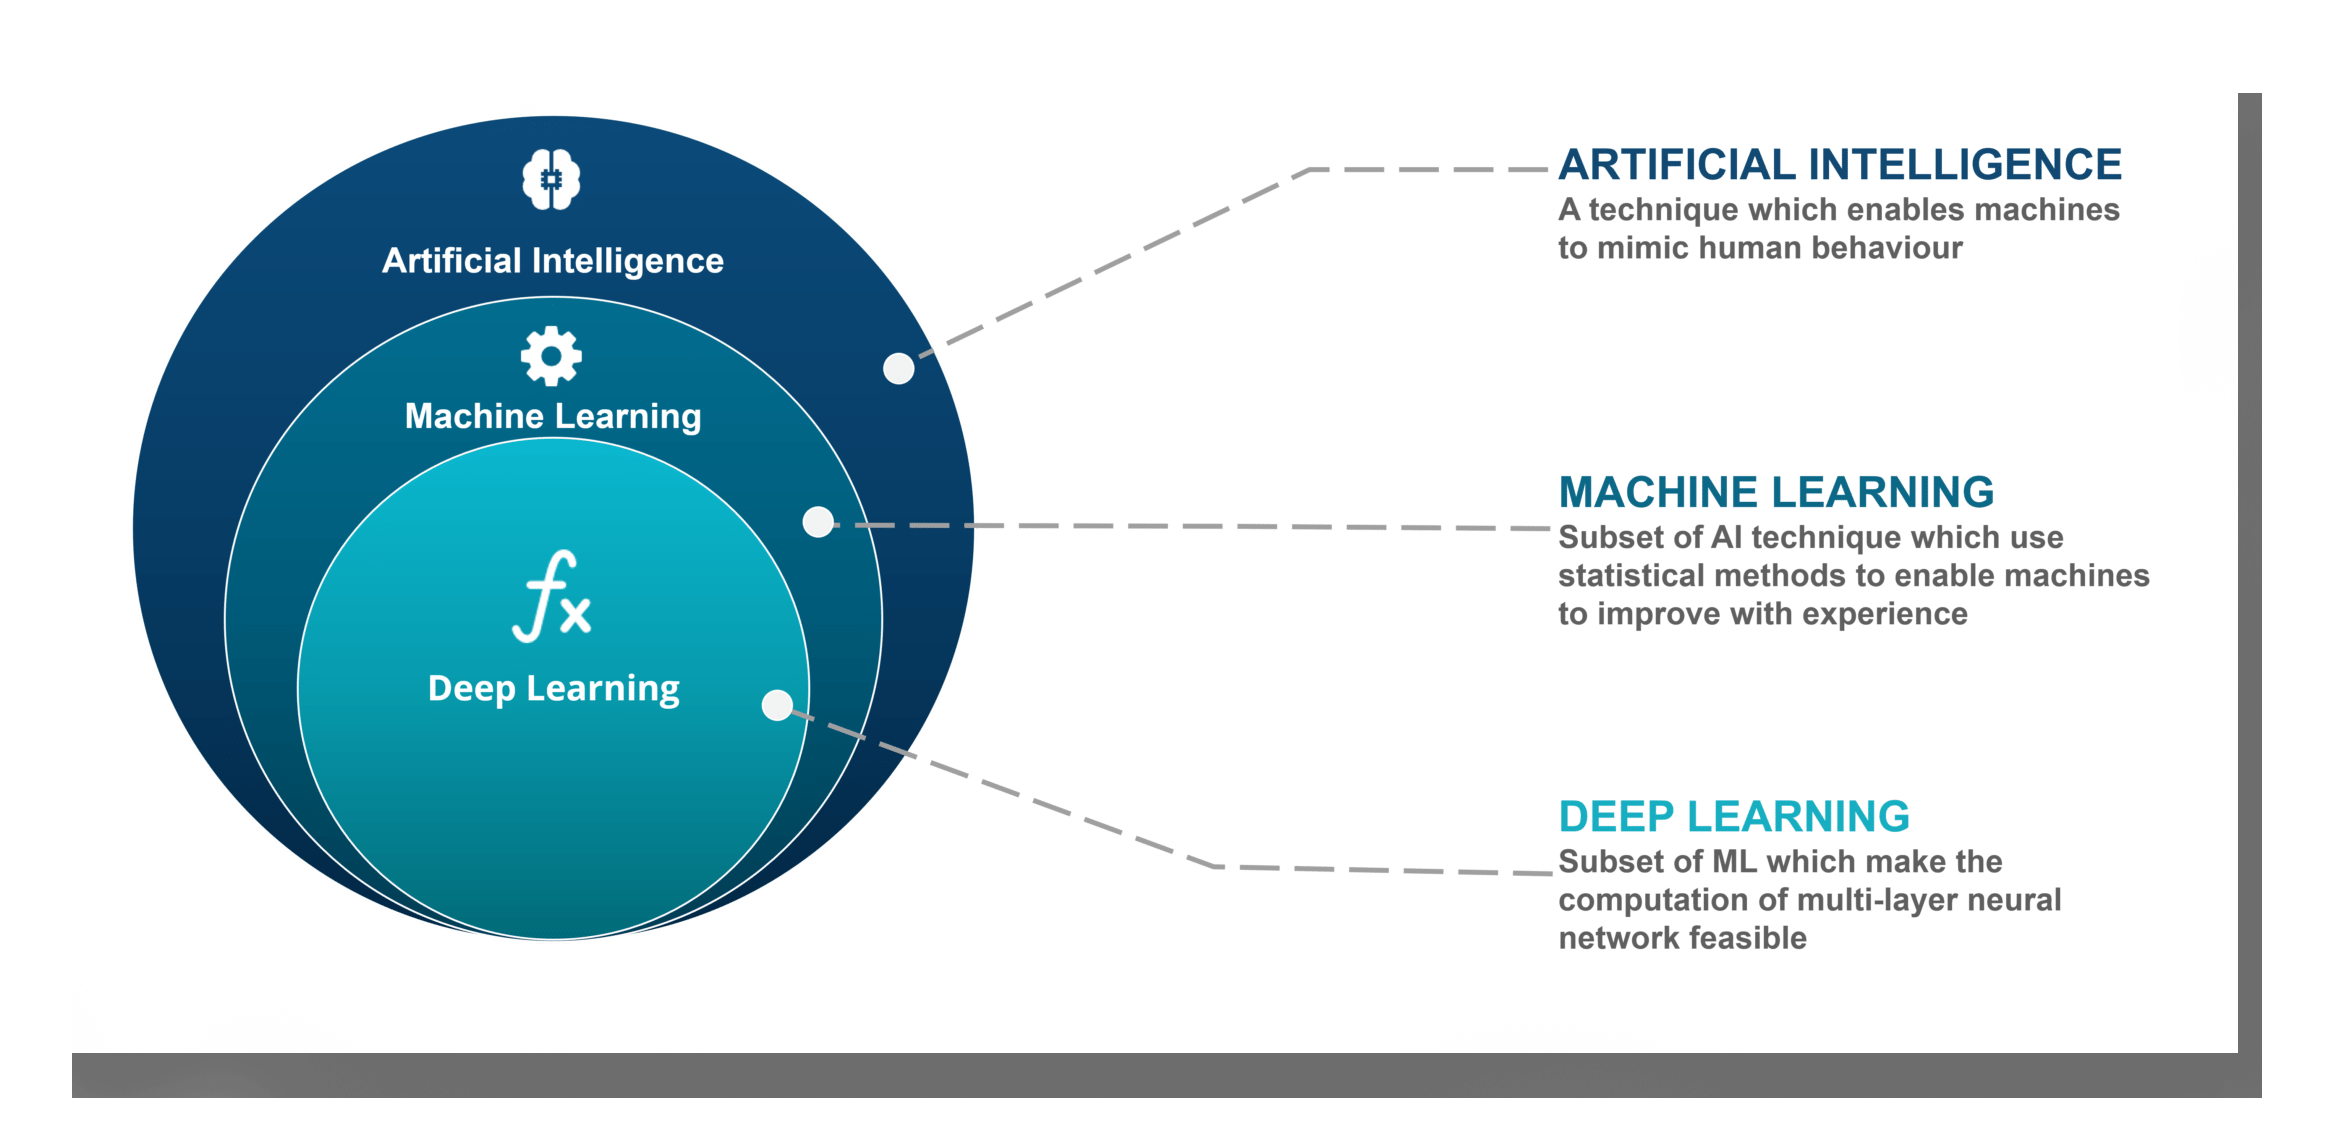 Artificial Intelligence
Machine Learning
fx
Deep Learning
ARTIFICIAL INTELLIGENCE
A technique which enables machines
to mimic human behaviour
MACHINE LEARNING
Subset of AI technique which use
statistical methods to enable machines
to improve with experience
DEEP LEARNING
Subset of ML which make the
computation of multi-layer neural
network feasible